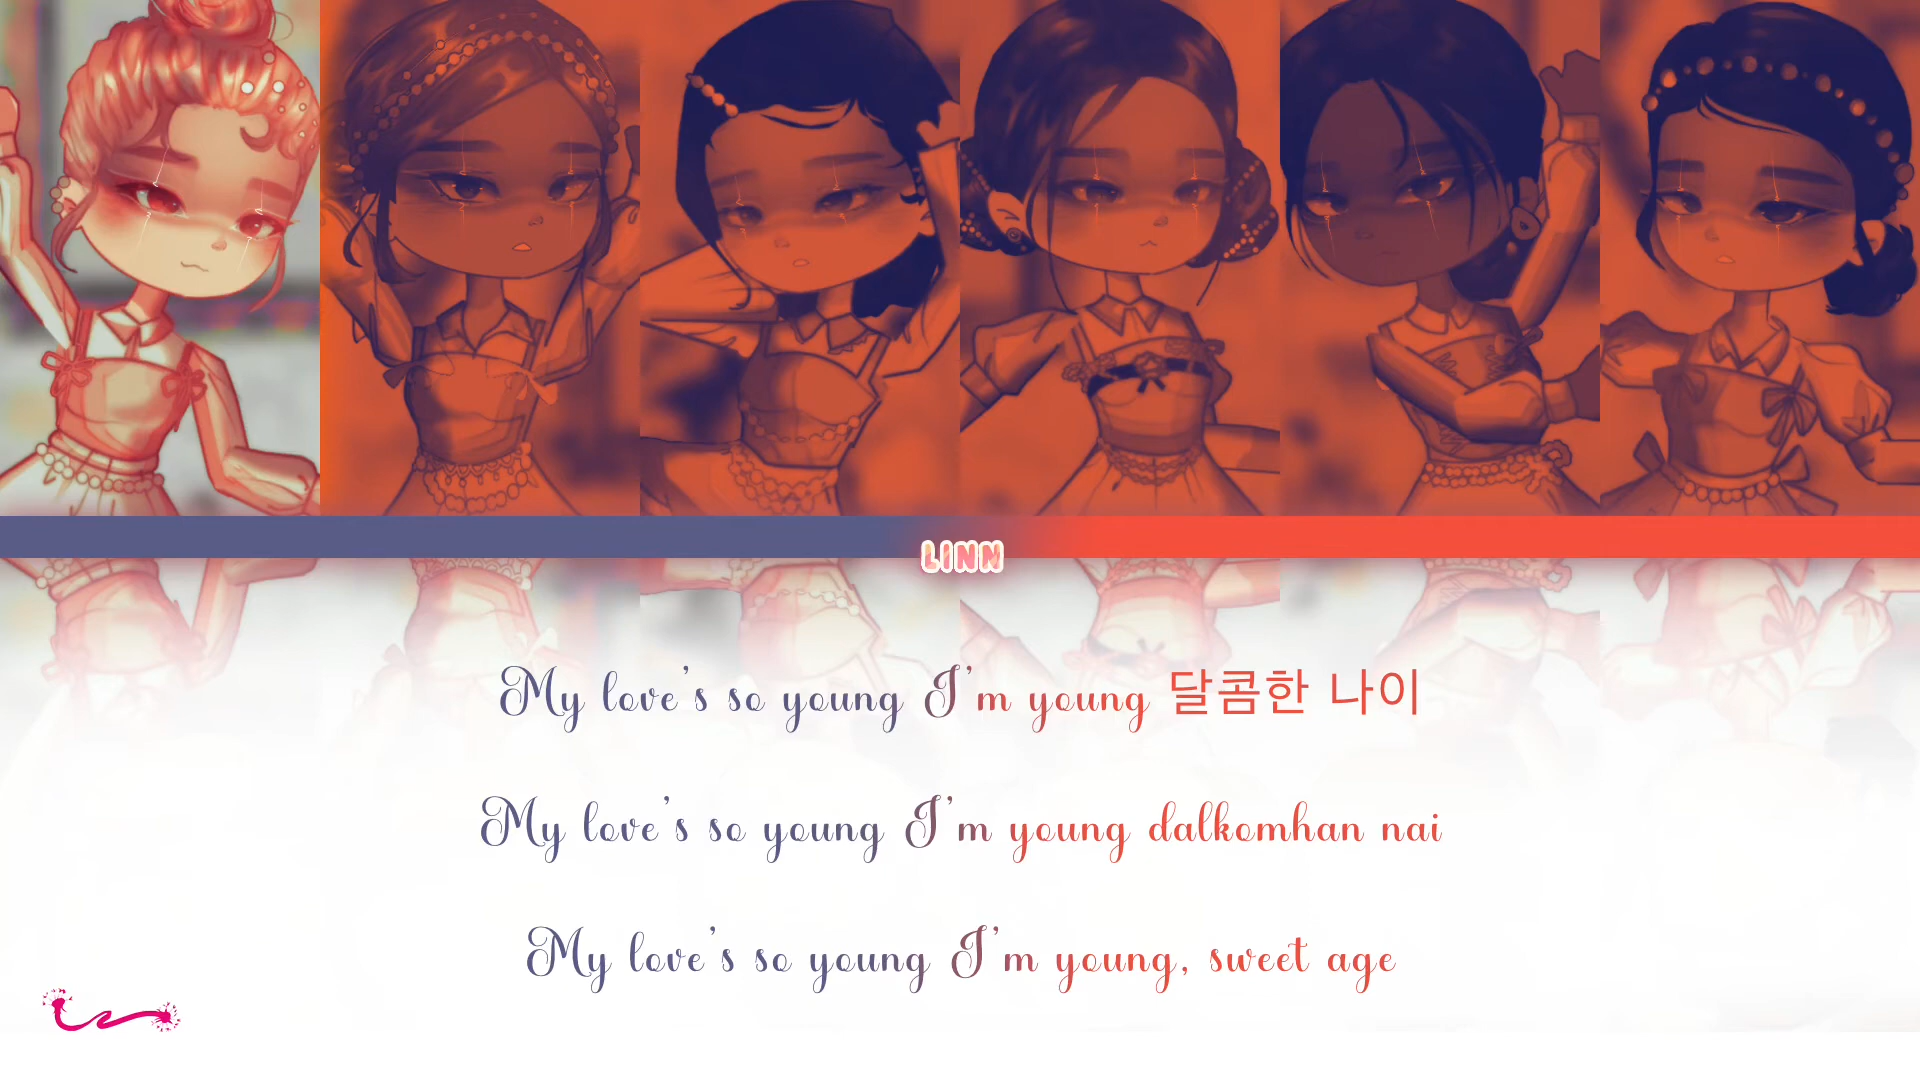 LINN
My love's so young I'm young 달콤한 나이
My love's so young I'm young dalkomhan nai
My love's so young I'm young, sweet age